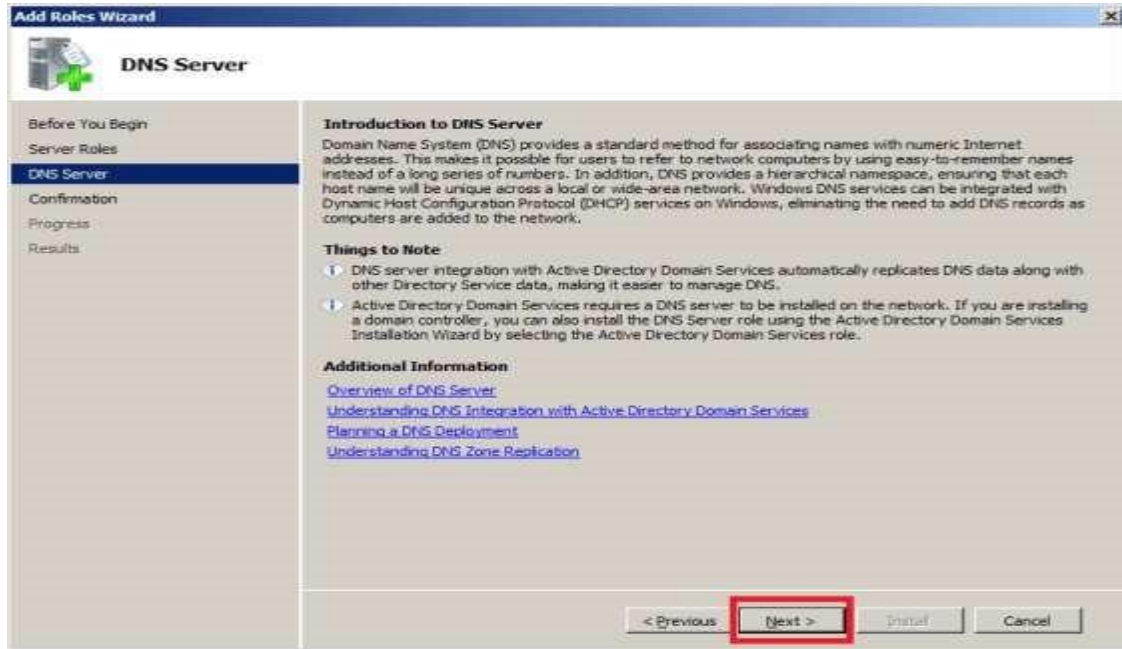 Add Roles Wizard
DNS Server
Before You Begin
Server Roles
DNS Server
Confirmation
Progress
Results
Introduction to DNS Server
Domain Name System (DNS) provides a standard method for associating names with numeric Internet
addresses. This makes it possible for users to refer to network computers by using easy-to-remember names
instead of a long series of numbers. In addition, DNS provides a hierarchical namespace, ensuring that each
host name will be unique across a local or wide-area network. Windows DNS services can be integrated with
Dynamic Host Configuration Protocol (DHCP) services on Windows, eliminating the need to add DNS records as
computers are added to the network.
Things to Note
DNS server integration with Active Directory Domain Services automatically replicates DNS data along with
other Directory Service data, making it easier to manage DNS.
Active Directory Domain Services requires a DNS server to be installed on the network. If you are installing
a domain controller, you can also install the DNS Server role using the Active Directory Domain Services
Installation Wizard by selecting the Active Directory Domain Services role.
Additional Information
Overview of DNS Server
Understanding DNS Integration with Active Directory Domain Services
Planning a DNS Deployment
Understanding DNS Zone Replication
< Previous Next > Install Cancel